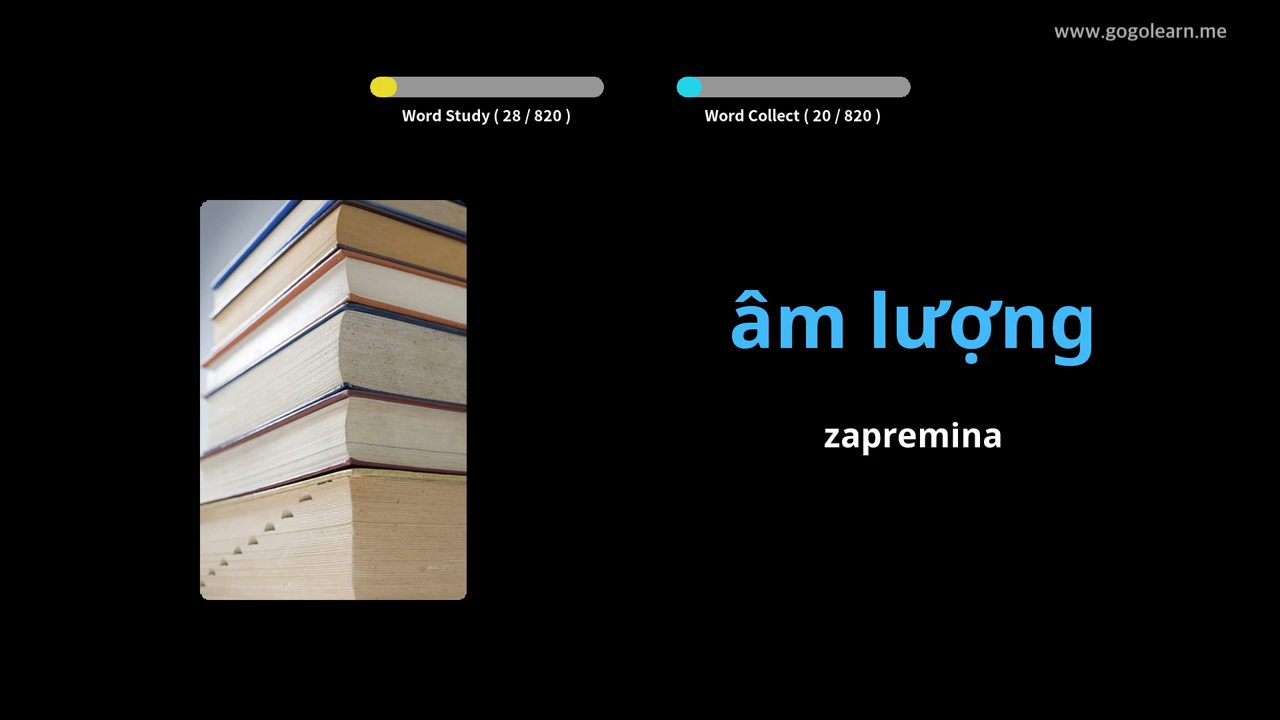 www.gogolearn.me
Word Study ( 28 / 820 )
Word Collect ( 20 / 820 )
âm lượng
zapremina